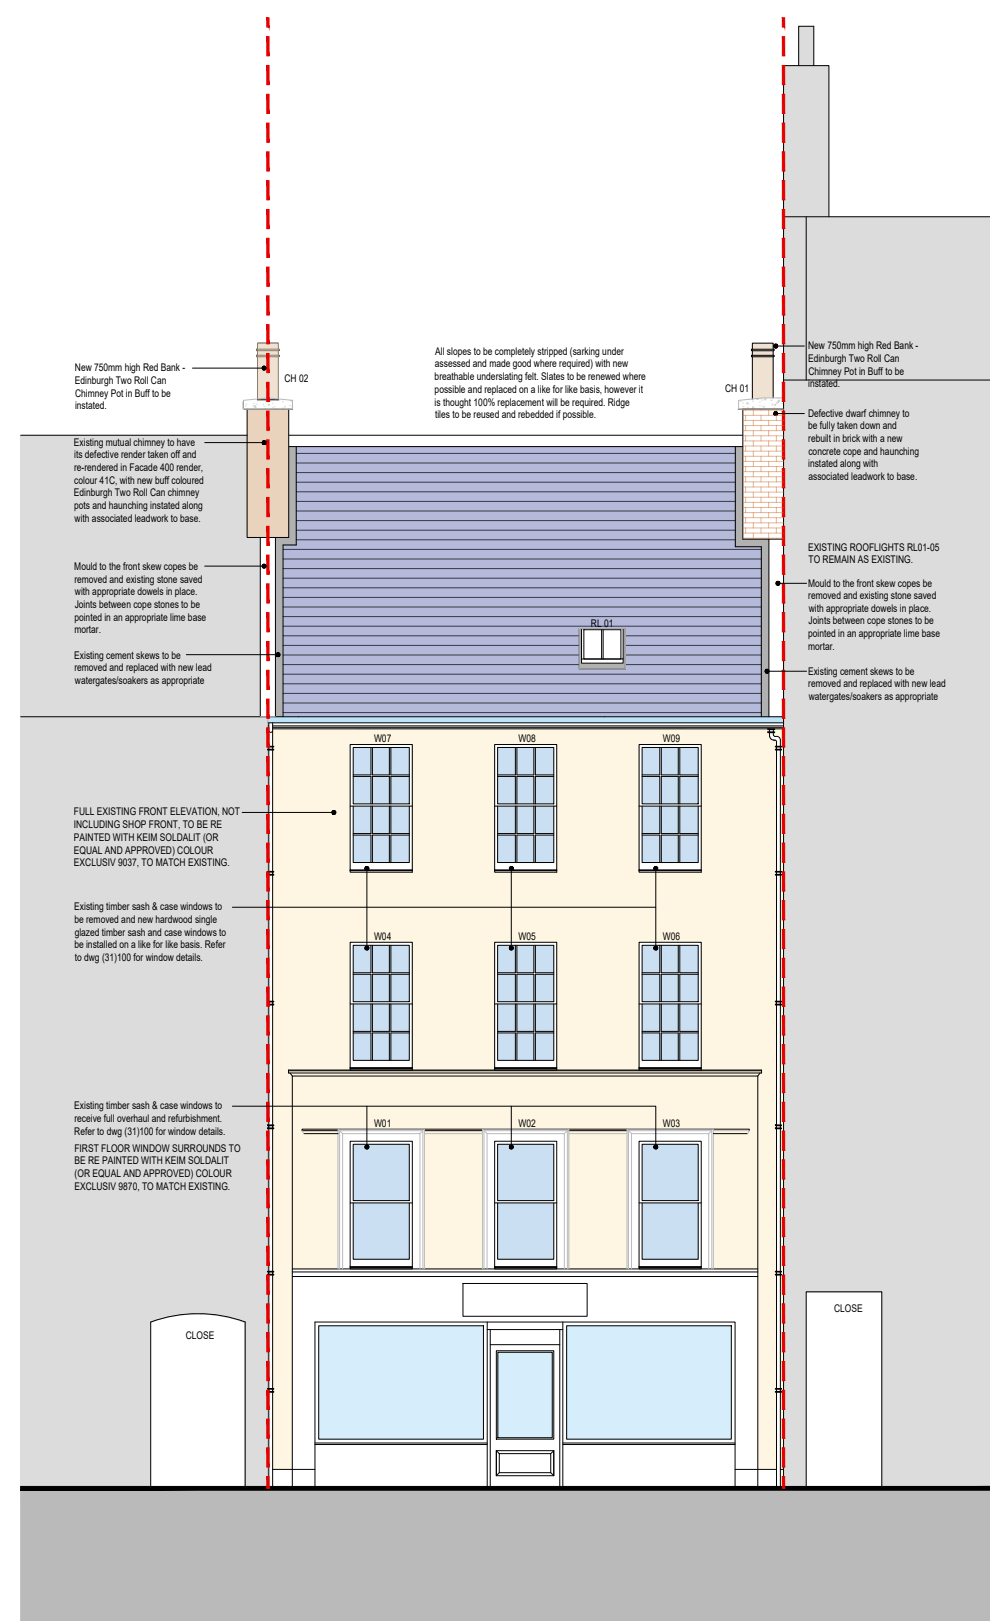 New 750mm high Red Bank -
Edinburgh Two Roll Can
Chimney Pot in Buff to be
instated.
CH 02
All slopes to be completely stripped (sarking under
assessed and made good where required) with new
breathable underslating felt. Slates to be renewed where
possible and replaced on a like for like basis, however it
is thought 100% replacement will be required. Ridge
tiles to be reused and rebedded if possible.
CH 01
New 750mm high Red Bank -
Edinburgh Two Roll Can
Chimney Pot in Buff to be
instated.
Existing mutual chimney to have
its defective render taken off and
re-rendered in Facade 400 render,
colour 41C, with new buff coloured
Edinburgh Two Roll Can chimney
pots and haunching instated along
with associated leadwork to base.
Defective dwarf chimney to
be fully taken down and
rebuilt in brick with a new
concrete cope and haunching
instated along with
associated leadwork to base.
EXISTING ROOFLIGHTS RL01-05
TO REMAIN AS EXISTING.
Mould to the front skew copes be
removed and existing stone saved
with appropriate dowels in place.
Joints between cope stones to be
pointed in an appropriate lime base
mortar.
Mould to the front skew copes be
removed and existing stone saved
with appropriate dowels in place.
Joints between cope stones to be
pointed in an appropriate lime base
mortar.
RL 01
Existing cement skews to be
removed and replaced with new lead
watergates/soakers as appropriate
Existing cement skews to be
removed and replaced with new lead
watergates/soakers as appropriate
W07
W08
W09
FULL EXISTING FRONT ELEVATION, NOT
INCLUDING SHOP FRONT, TO BE RE
PAINTED WITH KEIM SOLDALIT (OR
EQUAL AND APPROVED) COLOUR
EXCLUSIV 9037, TO MATCH EXISTING.
Existing timber sash & case windows to
be removed and new hardwood single
glazed timber sash and case windows to
be installed on a like for like basis. Refer
to dwg (31)100 for window details.
W04
W05
W06
Existing timber sash & case windows to
receive full overhaul and refurbishment.
Refer to dwg (31)100 for window details.
FIRST FLOOR WINDOW SURROUNDS TO
BE RE PAINTED WITH KEIM SOLDALIT
(OR EQUAL AND APPROVED) COLOUR
EXCLUSIV 9870, TO MATCH EXISTING.
W01
W02
W03
CLOSE
CLOSE